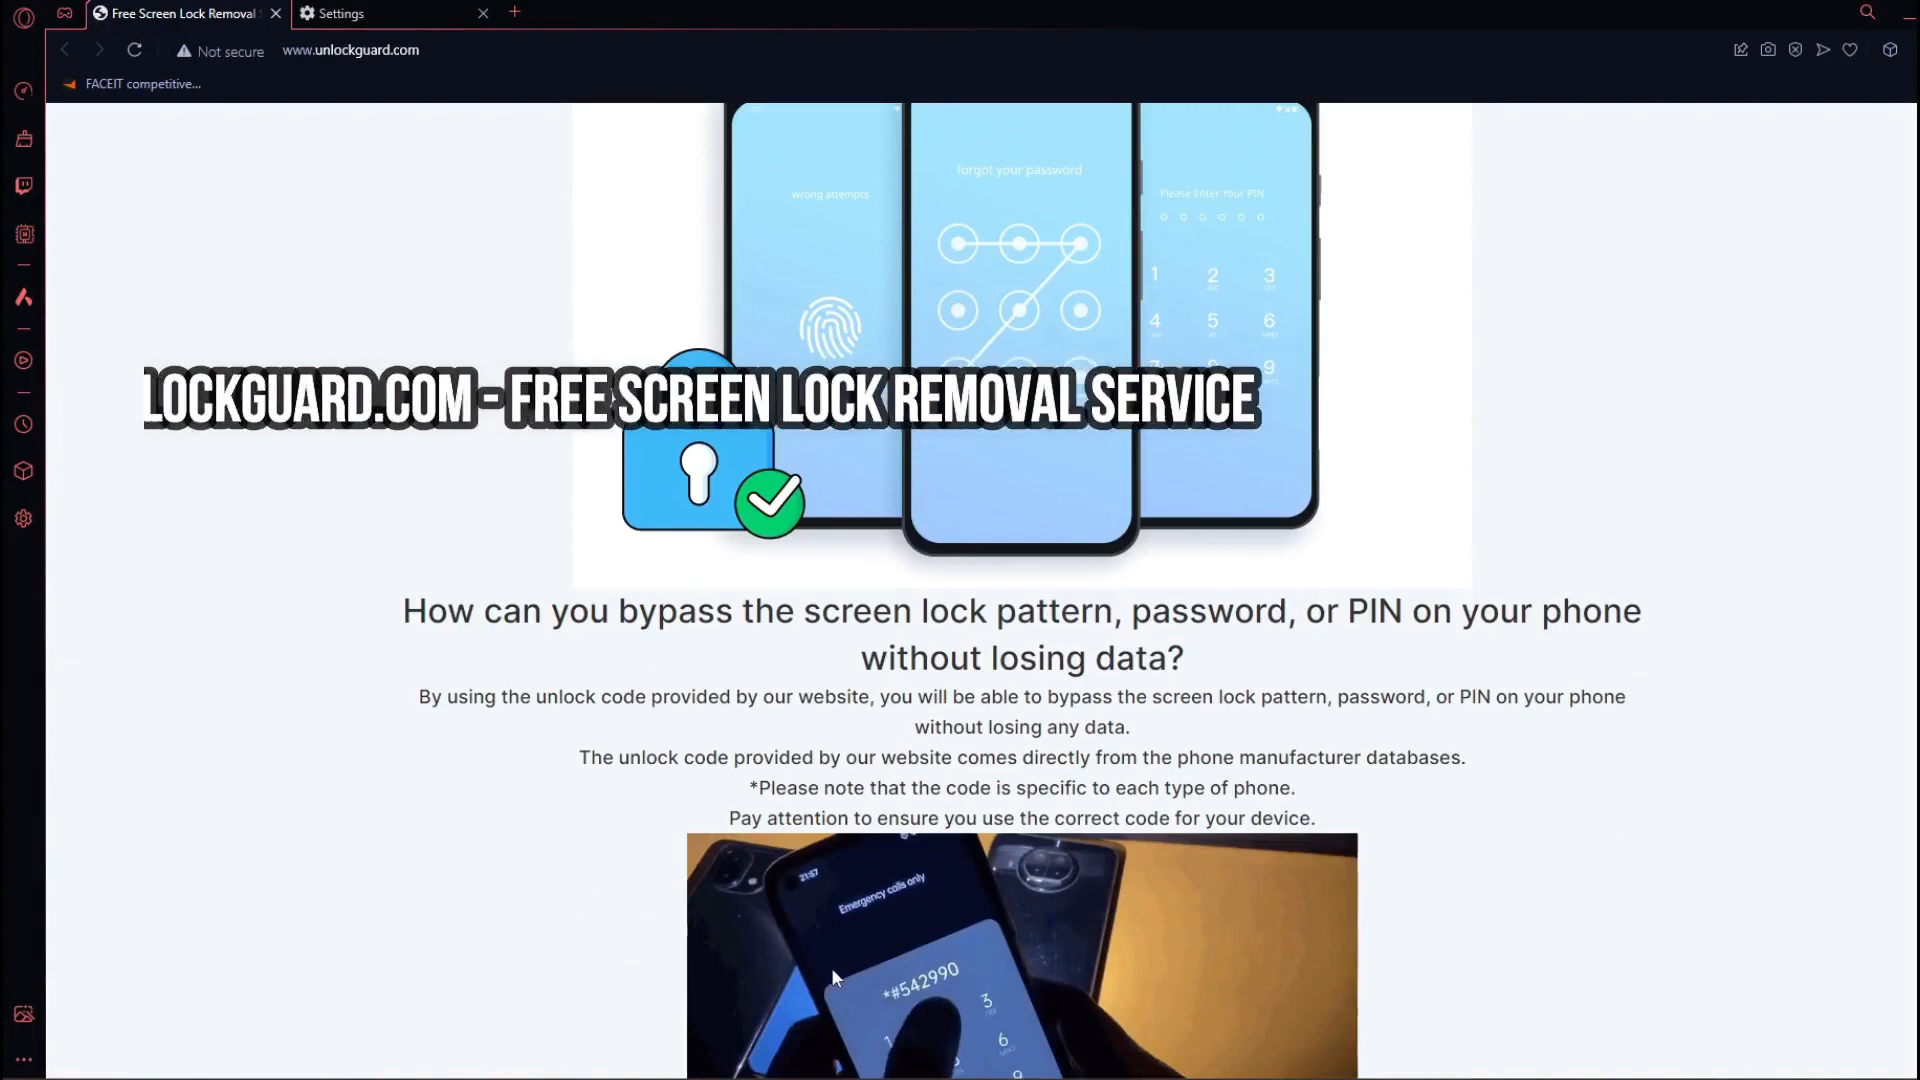 Free Screen Lock Removal
Settings
Not secure
www.unlockguard.com
FACEIT competitive...
wrong attempts
forgot your password
Please Enter Your PIN
1 2 3
4 5 6
LOCKGUARD.COM - FREE SCREEN LOCK REMOVAL SERVICE
How can you bypass the screen lock pattern, password, or PIN on your phone
without losing data?
By using the unlock code provided by our website, you will be able to bypass the screen lock pattern, password, or PIN on your phone
without losing any data.
The unlock code provided by our website comes directly from the phone manufacturer databases.
*Please note that the code is specific to each type of phone.
Pay attention to ensure you use the correct code for your device.
21:57
Emergency calls only
*#542990
1 3
6
9